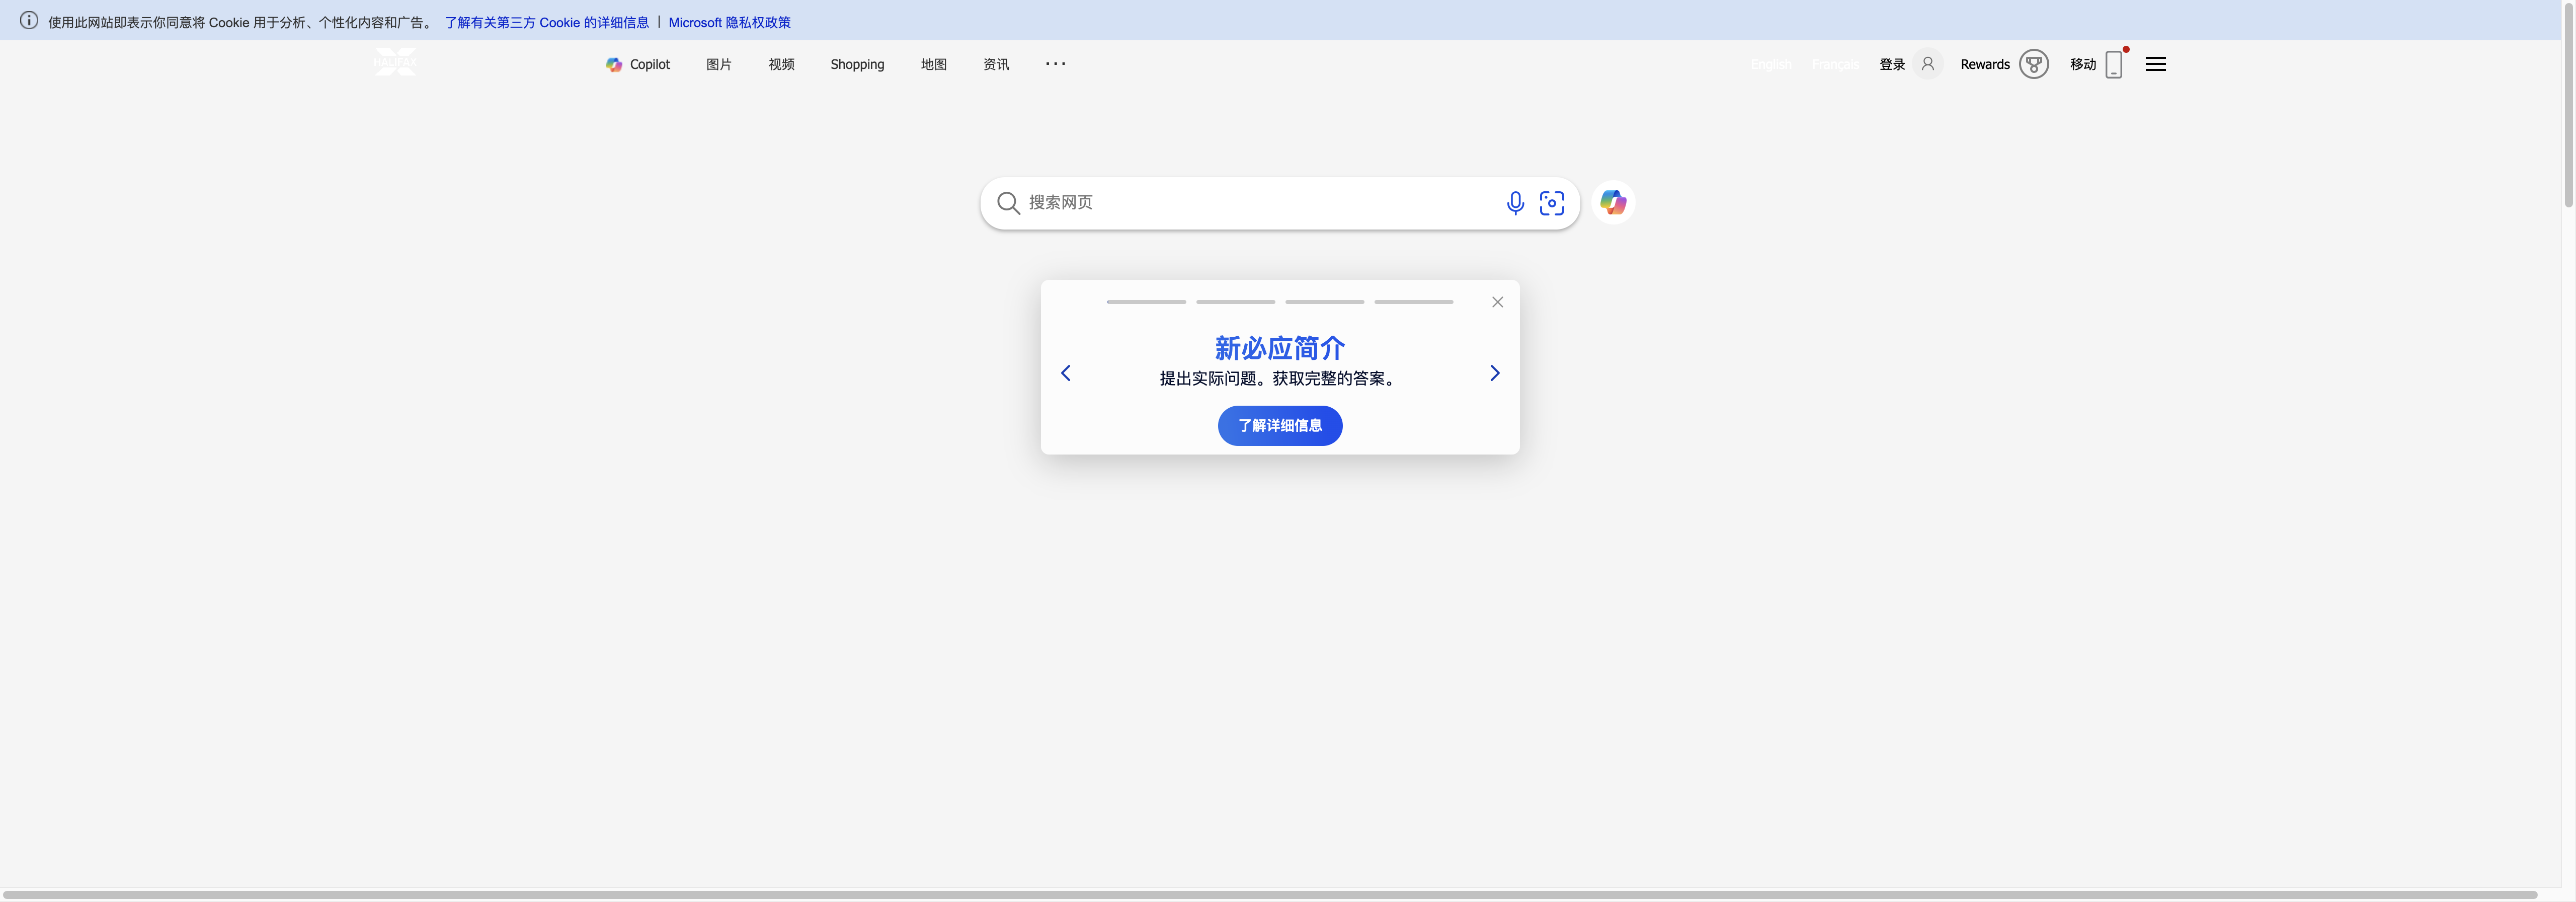 使用此网站即表示你同意将 Cookie 用于分析、个性化内容和广告。 了解有关第三方 Cookie 的详细信息 | Microsoft 隐私权政策
HALIFAX Copilot 图片 视频 Shopping 地图 资讯 English Français 登录 Rewards 移动
搜索网页
新必应简介
提出实际问题。获取完整的答案。
了解详细信息